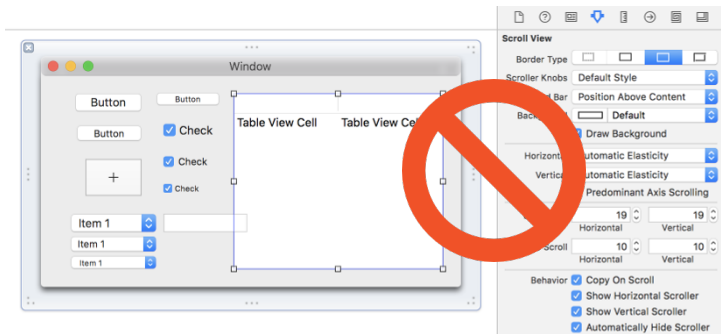 Window
Button
Button
Button
Check
Check
Check
Table View Cell
Table View Cell
+
Item 1
Item 1
Item 1
Scroll View
Border Type
Scroller Knobs
Default Style
Bar
Position Above Content
Default
Draw Background
Automatic Elasticity
Automatic Elasticity
Predominant Axis Scrolling
19
19
Horizontal
Vertical
Scroll
10
10
Horizontal
Vertical
Behavior
Copy On Scroll
Show Horizontal Scroller
Show Vertical Scroller
Automatically Hide Scroller